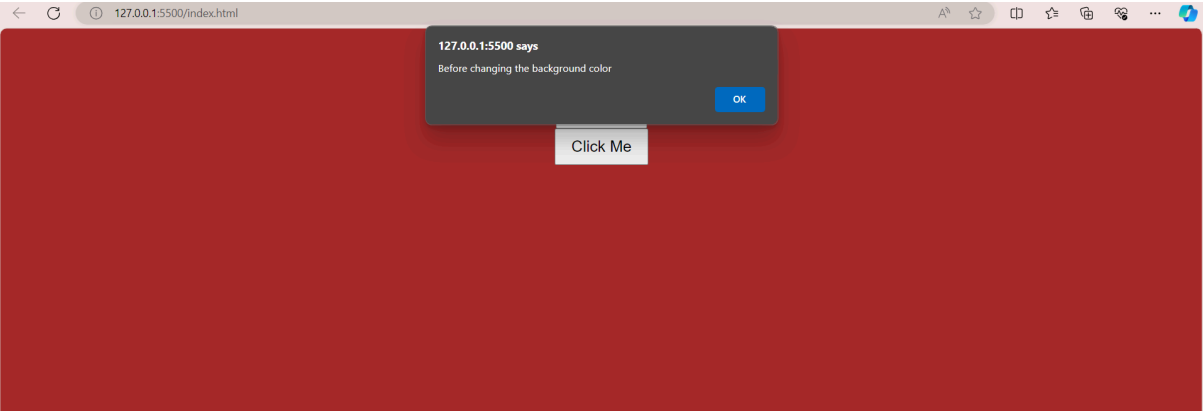 127.0.0.1:5500/index.html
127.0.0.1:5500 says
Before changing the background color
OK
Click Me